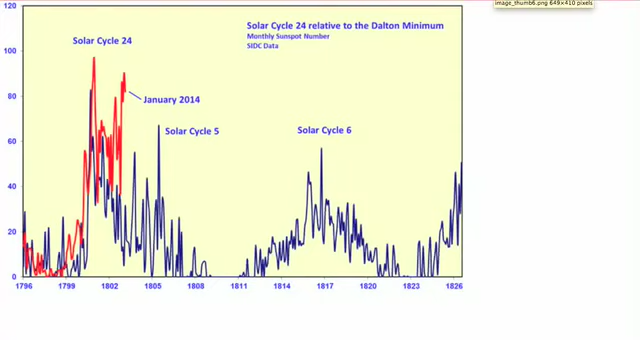 image_thumb6.png 649×410 pixels
120
Solar Cycle 24 relative to the Dalton Minimum
Monthly Sunspot Number
SIDC Data
Solar Cycle 24
100
January 2014
80
Solar Cycle 5
Solar Cycle 6
60
40
20
0
1796 1799 1802 1805 1808 1811 1814 1817 1820 1823 1826